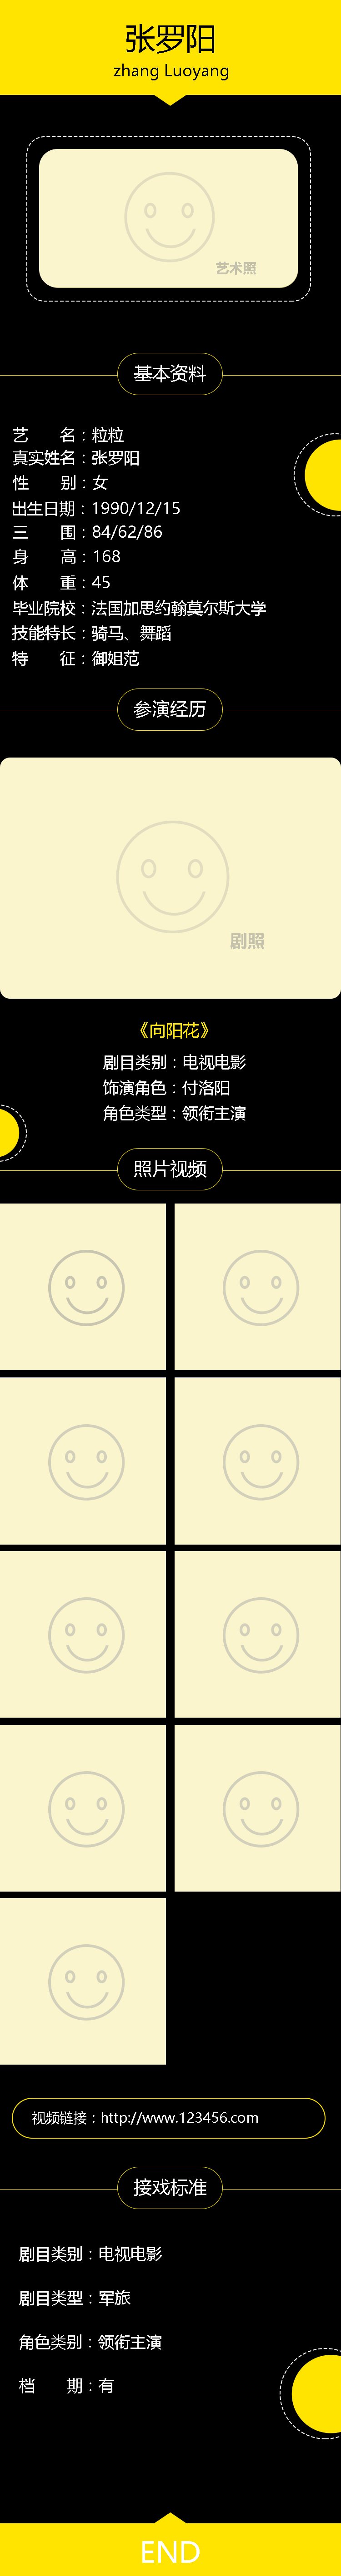 张罗阳
zhang Luoyang
艺术照
基本资料
艺 名：粒粒
真实姓名：张罗阳
性 别：女
出生日期：1990/12/15
三 围：84/62/86
身 高：168
体 重：45
毕业院校：法国加思约翰莫尔斯大学
技能特长：骑马、舞蹈
特 征：御姐范
参演经历
剧照
《向阳花》
剧目类别：电视电影
饰演角色：付洛阳
角色类型：领衔主演
照片视频
视频链接：http://www.123456.com
接戏标准
剧目类别：电视电影
剧目类型：军旅
角色类别：领衔主演
档 期：有
END